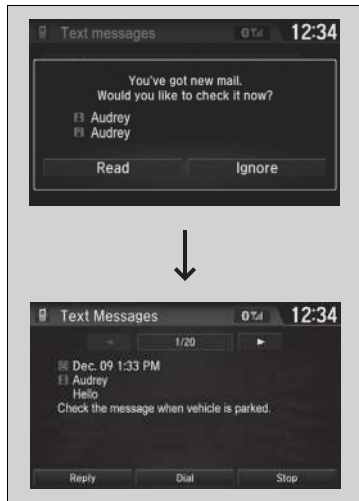 Text messages 12:34
You've got new mail.
Would you like to check it now?
Audrey
Audrey
Read Ignore
Text Messages 12:34
1/20
Dec. 09 1:33 PM
Audrey
Hello
Check the message when vehicle is parked.
Reply Dial Stop